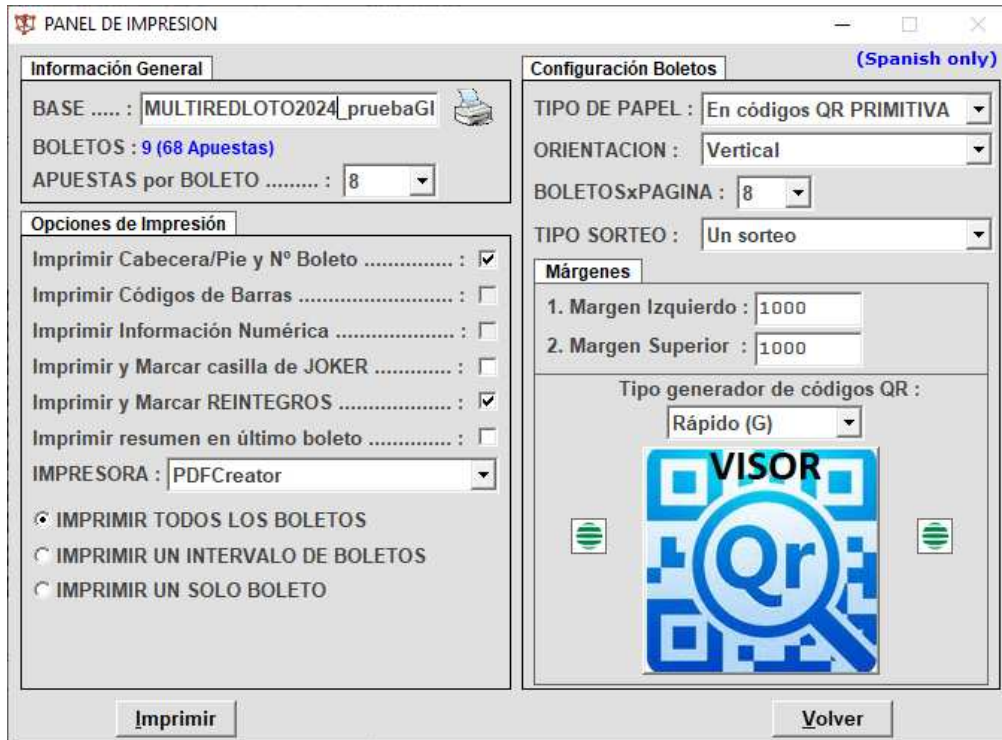 PANEL DE IMPRESION
(Spanish only)
Información General
BASE ..... : MULTIREDLOTO2024_pruebaGI
BOLETOS : 9 (68 Apuestas)
APUESTAS por BOLETO ......... : 8
Opciones de Impresión
Imprimir Cabecera/Pie y Nº Boleto ............... :
Imprimir Códigos de Barras .......................... :
Imprimir Información Numérica .................... :
Imprimir y Marcar casilla de JOKER ............. :
Imprimir y Marcar REINTEGROS ................... :
Imprimir resumen en último boleto .............. :
IMPRESORA : PDFCreator
IMPRIMIR TODOS LOS BOLETOS
IMPRIMIR UN INTERVALO DE BOLETOS
IMPRIMIR UN SOLO BOLETO
Imprimir
Configuración Boletos
TIPO DE PAPEL : En códigos QR PRIMITIVA
ORIENTACION : Vertical
BOLETOSxPAGINA : 8
TIPO SORTEO : Un sorteo
Márgenes
1. Margen Izquierdo : 1000
2. Margen Superior : 1000
Tipo generador de códigos QR :
Rápido (G)
VISOR
Qr
Volver